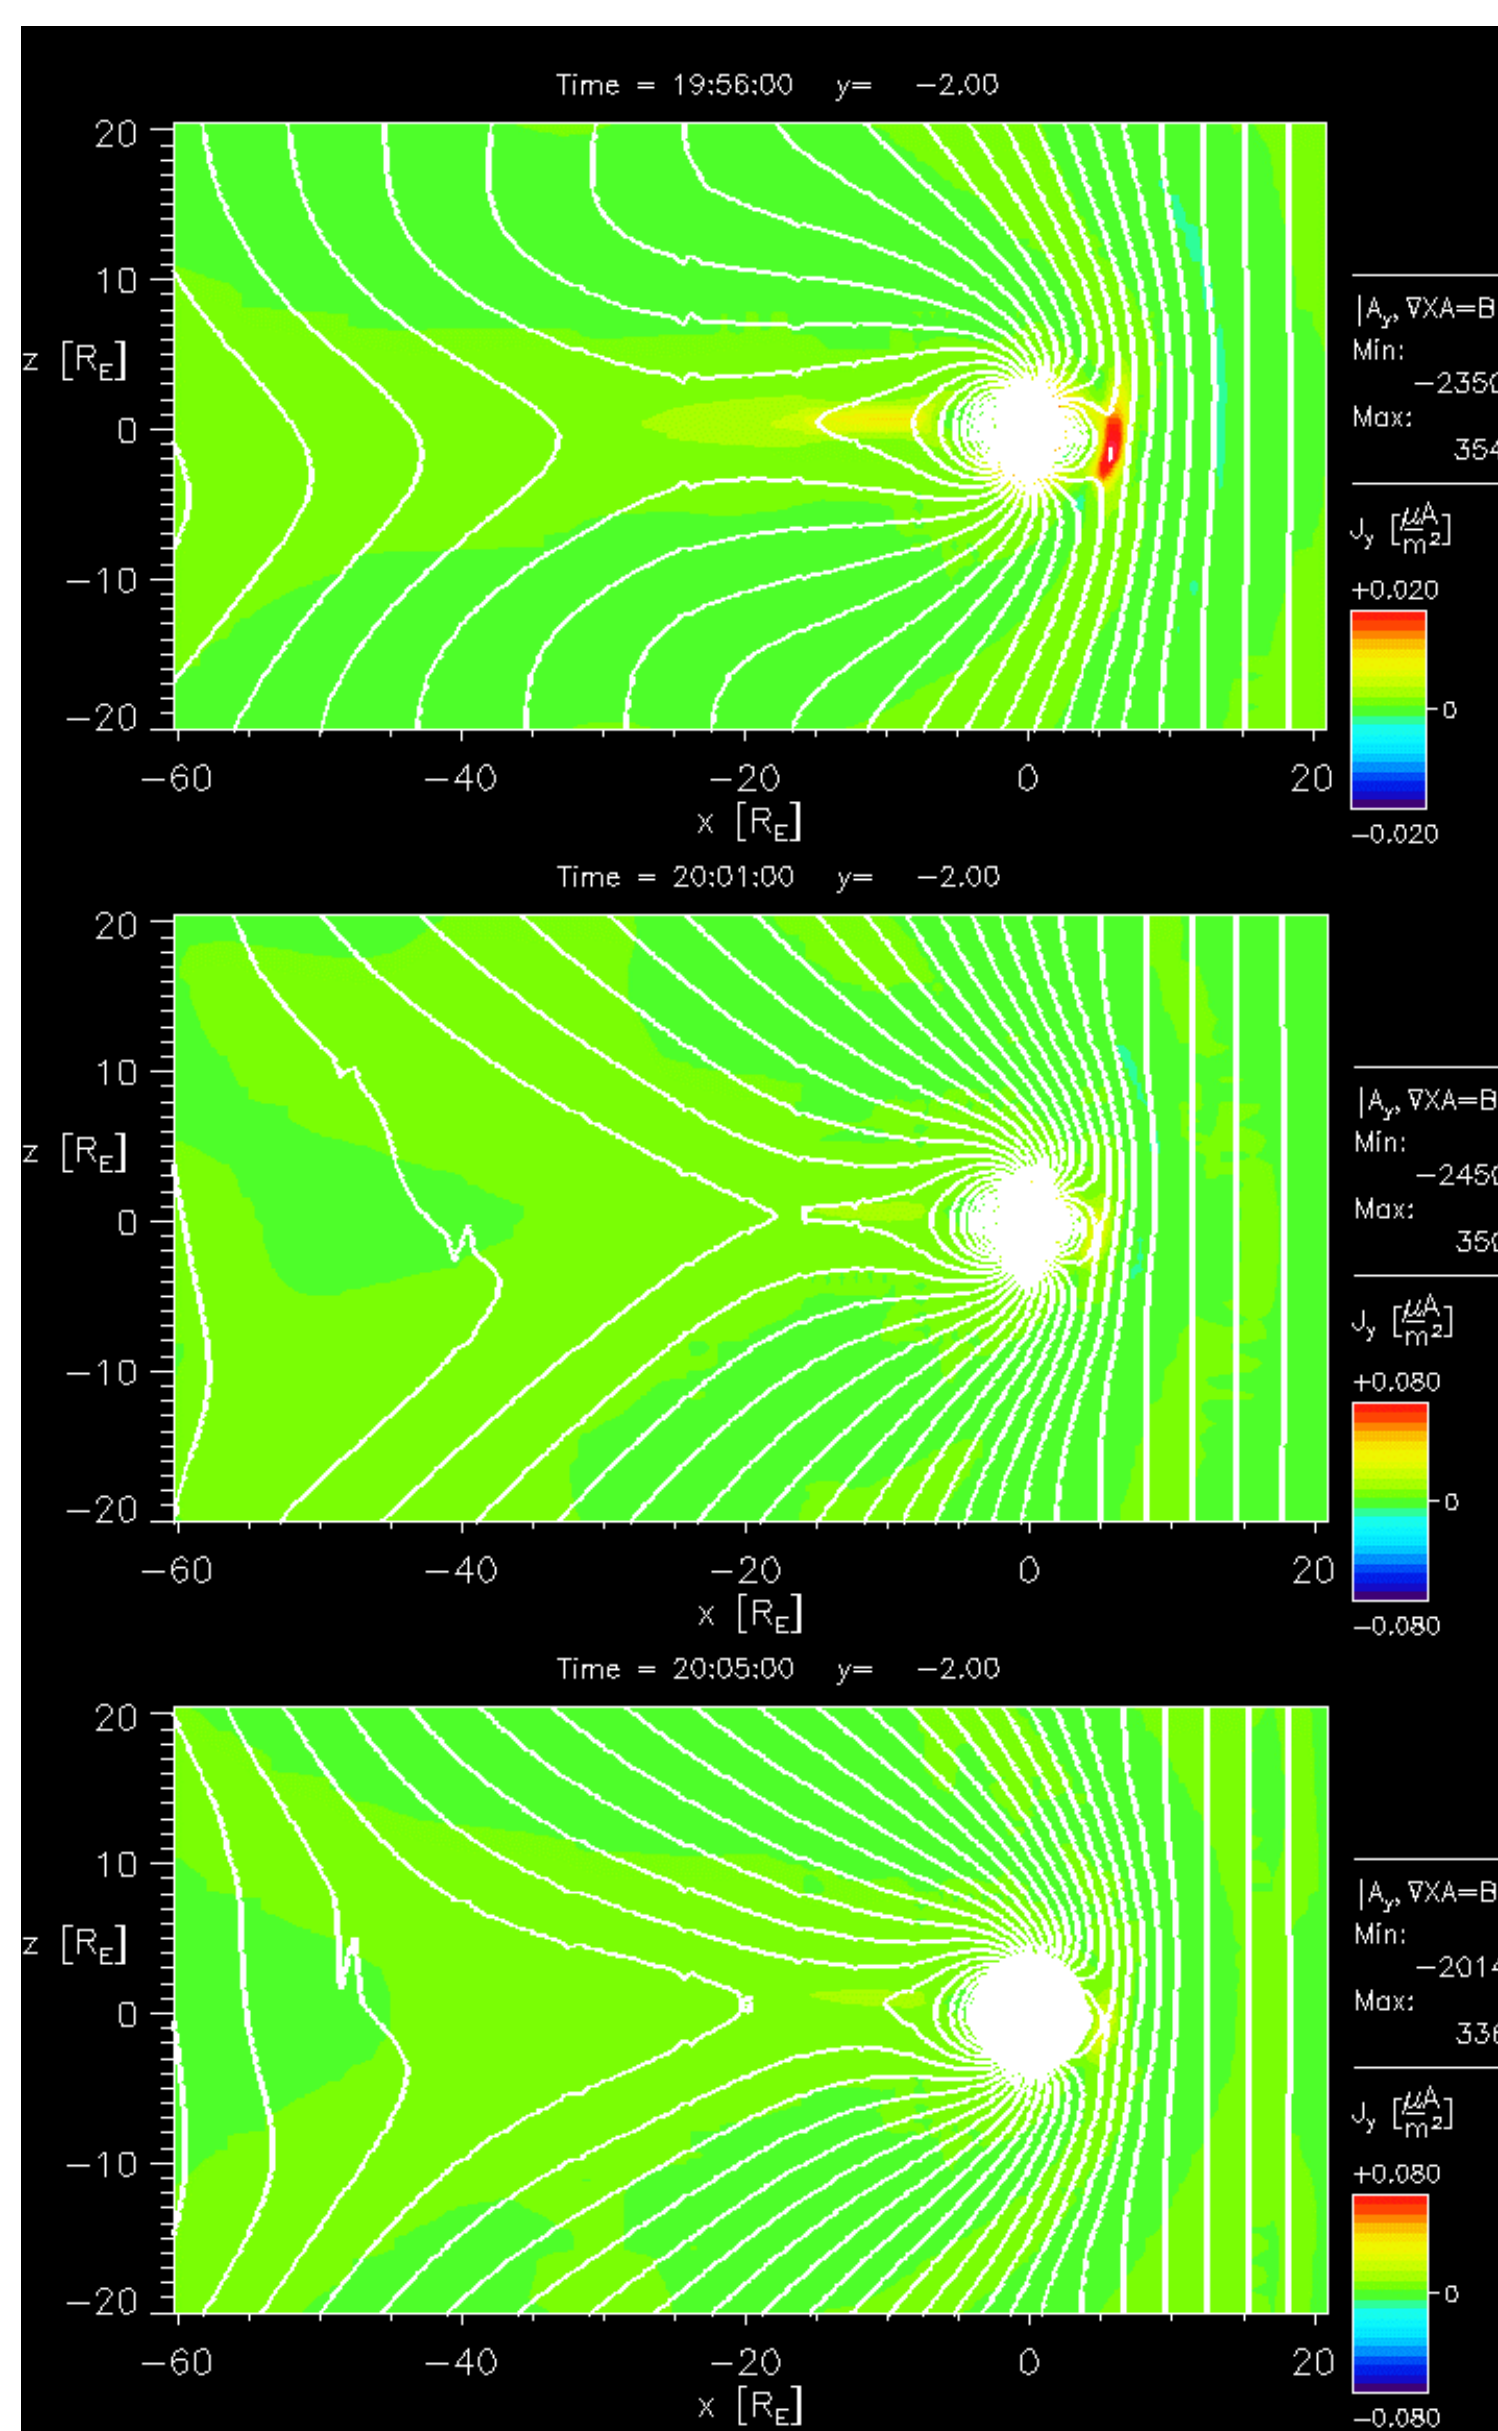 Time = 19:56:00 y= -2.00
20
10
0
-10
-20
z [R_E]
-60 -40 -20 0 20
x [R_E]
|A_y, ∇XA=B
Min:
-2350
Max:
J_y [μA/m²]
+0.020
0
-0.020
Time = 20:01:00 y= -2.00
20
10
0
-10
-20
z [R_E]
-60 -40 -20 0 20
x [R_E]
|A_y, ∇XA=B
Min:
-2450
Max:
J_y [μA/m²]
+0.080
0
-0.080
Time = 20:05:00 y= -2.00
20
10
0
-10
-20
z [R_E]
-60 -40 -20 0 20
x [R_E]
|A_y, ∇XA=B
Min:
-2014
Max:
336
J_y [μA/m²]
+0.080
0
-0.080